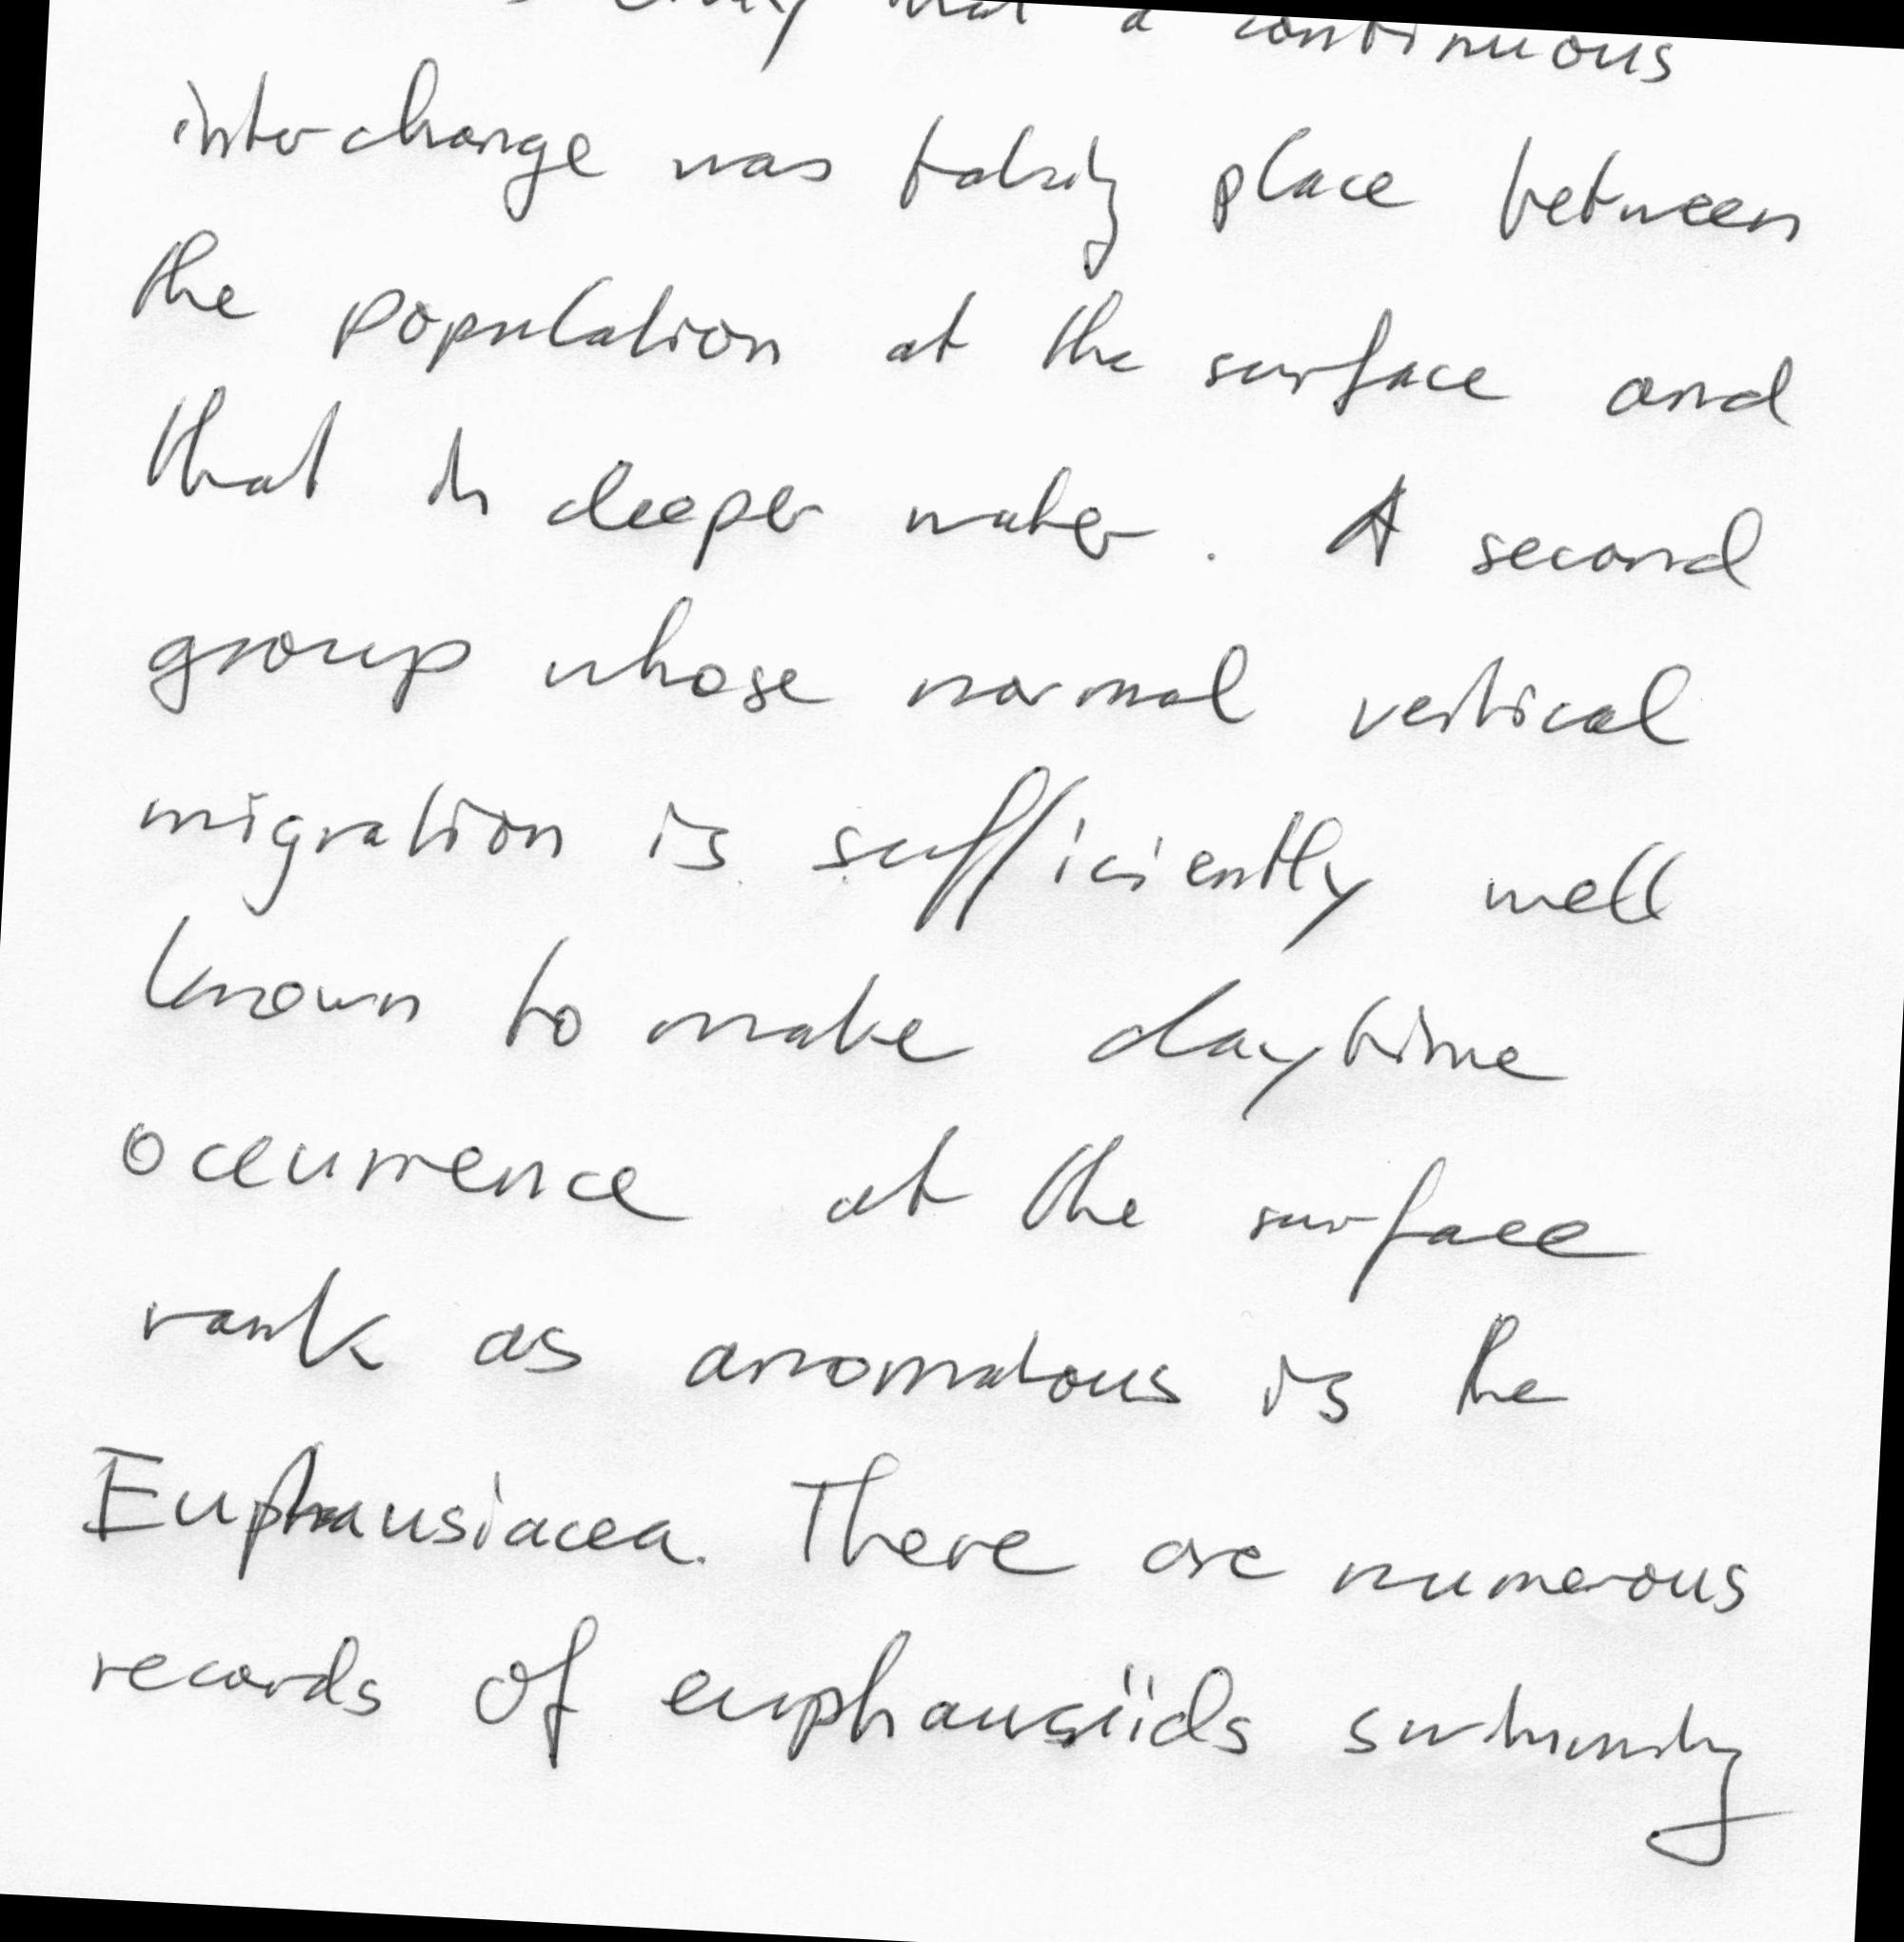 that a continuous
interchange was taking place between
the population at the surface and
that in deeper water. A second
group whose normal vertical
migration is sufficiently well
known to make daytime
occurrence at the surface
rank as anomalous is the
Euphausiacea. There are numerous
records of euphausiids swimming